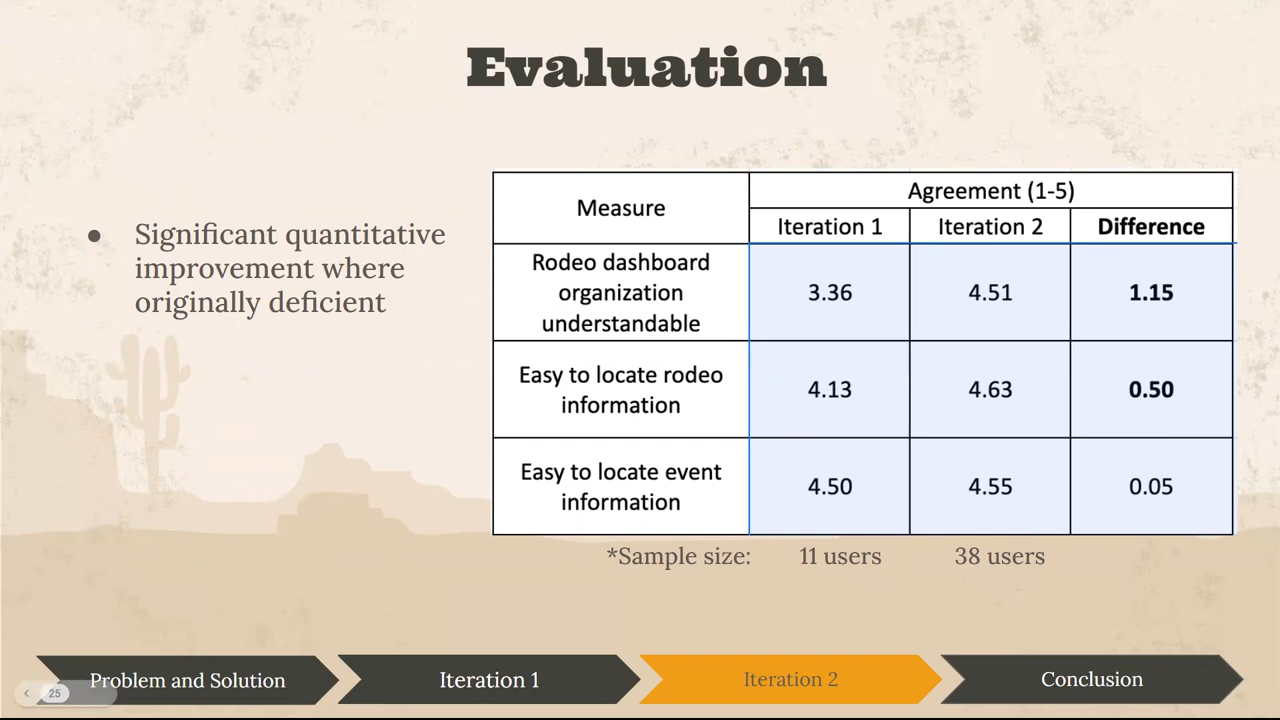 Evaluation
● Significant quantitative
improvement where
originally deficient
Measure
Agreement (1-5)
Iteration 1
Iteration 2
Difference
Rodeo dashboard
organization
understandable
3.36
4.51
1.15
Easy to locate rodeo
information
4.13
4.63
0.50
Easy to locate event
information
4.50
4.55
0.05
*Sample size:
11 users
38 users
Problem and Solution
Iteration 1
Iteration 2
Conclusion
25